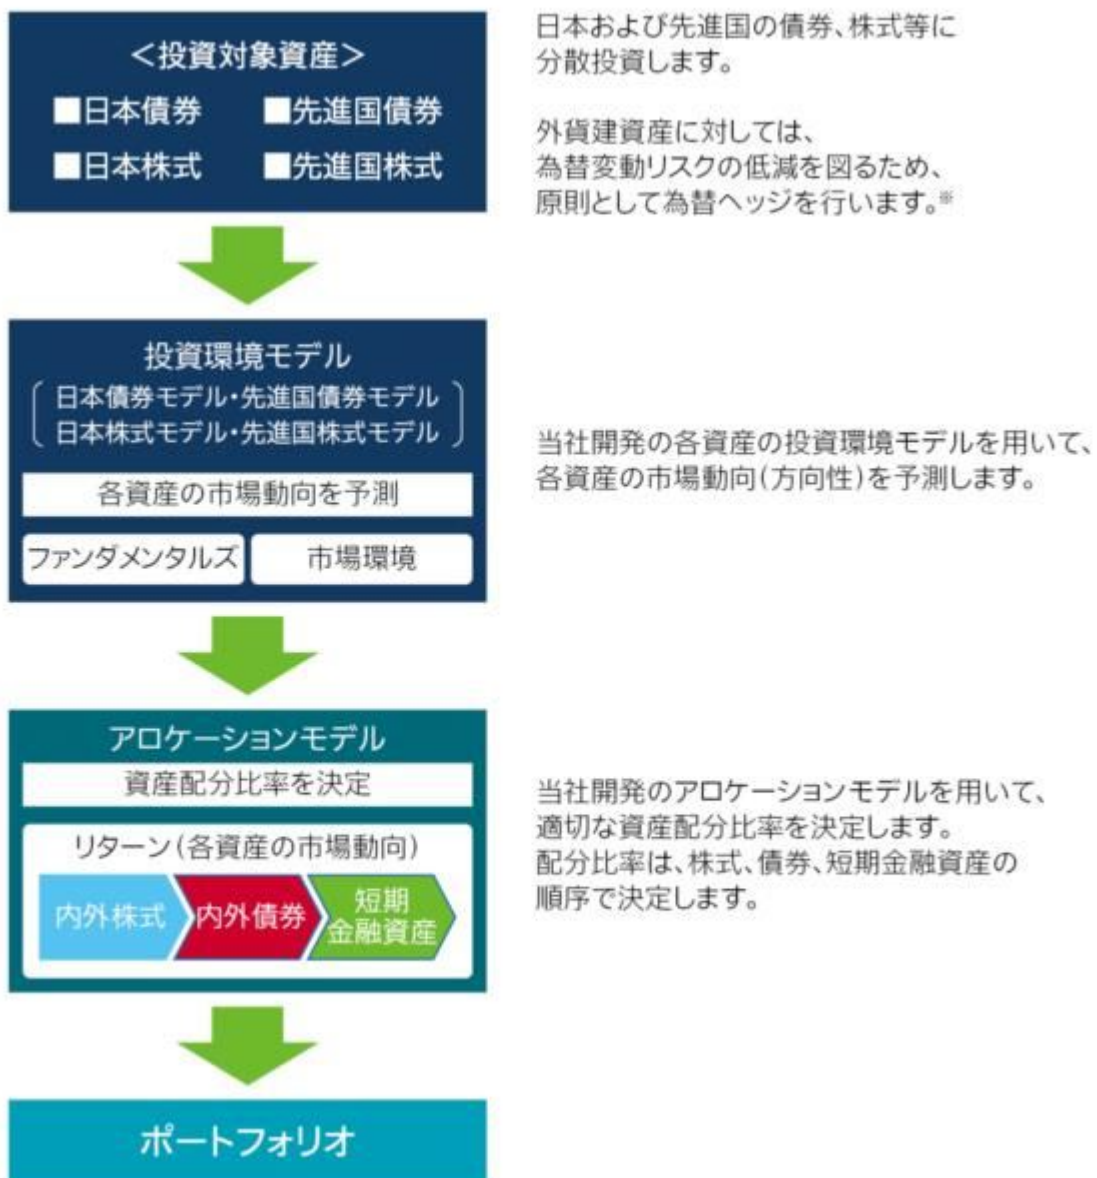 <投資対象資産>
■日本債券 ■先進国債券
■日本株式 ■先進国株式
日本および先進国の債券、株式等に
分散投資します。
外貨建資産に対しては、
為替変動リスクの低減を図るため、
原則として為替ヘッジを行います。※
投資環境モデル
日本債券モデル・先進国債券モデル
日本株式モデル・先進国株式モデル
各資産の市場動向を予測
ファンダメンタルズ 市場環境
当社開発の各資産の投資環境モデルを用いて、
各資産の市場動向(方向性)を予測します。
アロケーションモデル
資産配分比率を決定
リターン(各資産の市場動向)
内外株式 内外債券 短期
金融資産
当社開発のアロケーションモデルを用いて、
適切な資産配分比率を決定します。
配分比率は、株式、債券、短期金融資産の
順序で決定します。
ポートフォリオ